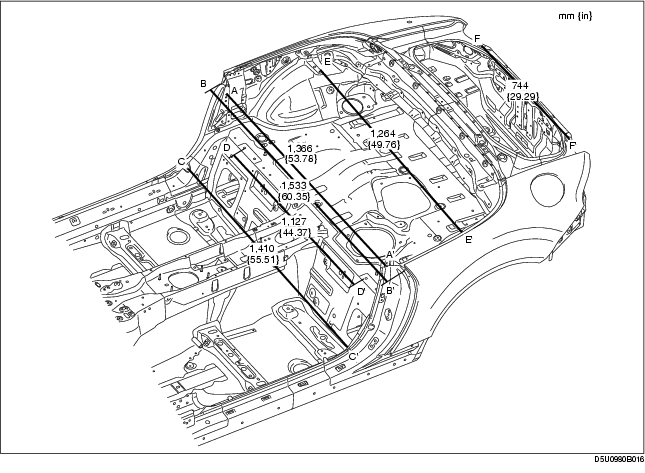 mm {in}
F
E
B
A
744
{29.29}
1,264
{49.76}
F'
D
1,366
{53.78}
C
1,533
{60.35}
1,127
{44.37}
E'
1,410
{55.51}
A'
D'
B'
C'
D5U0980B016